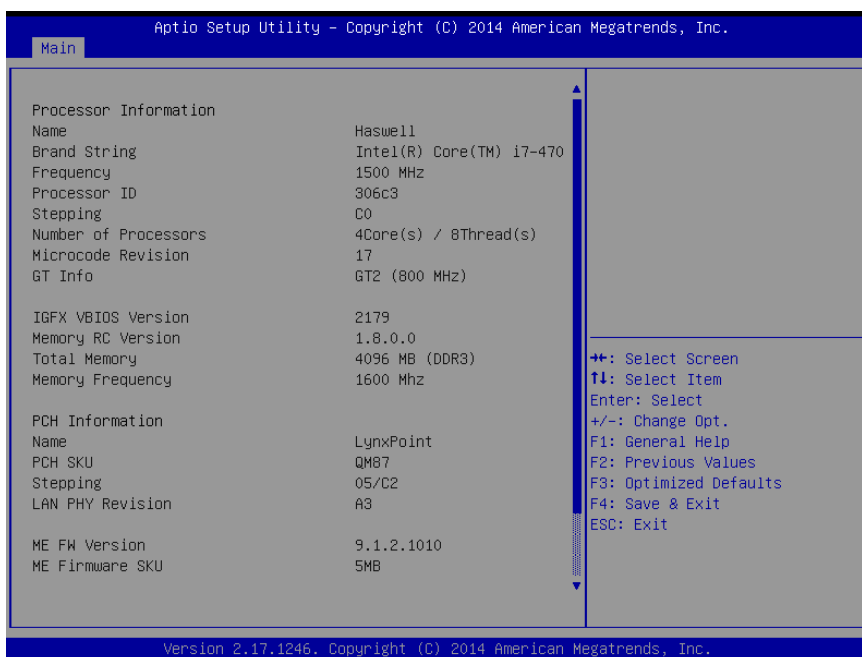 Aptio Setup Utility – Copyright (C) 2014 American Megatrends, Inc.
Main
Processor Information
Name Haswell
Brand String Intel(R) Core(TM) i7-470
Frequency 1500 MHz
Processor ID 306c3
Stepping C0
Number of Processors 4Core(s) / 8Thread(s)
Microcode Revision 17
GT Info GT2 (800 MHz)
IGFX VBIOS Version 2179
Memory RC Version 1.8.0.0
Total Memory 4096 MB (DDR3)
Memory Frequency 1600 Mhz
PCH Information
Name LynxPoint
PCH SKU QM87
Stepping 05/C2
LAN PHY Revision A3
ME FW Version 9.1.2.1010
ME Firmware SKU 5MB
→←: Select Screen
↑↓: Select Item
Enter: Select
+/-: Change Opt.
F1: General Help
F2: Previous Values
F3: Optimized Defaults
F4: Save & Exit
ESC: Exit
Version 2.17.1246. Copyright (C) 2014 American Megatrends, Inc.